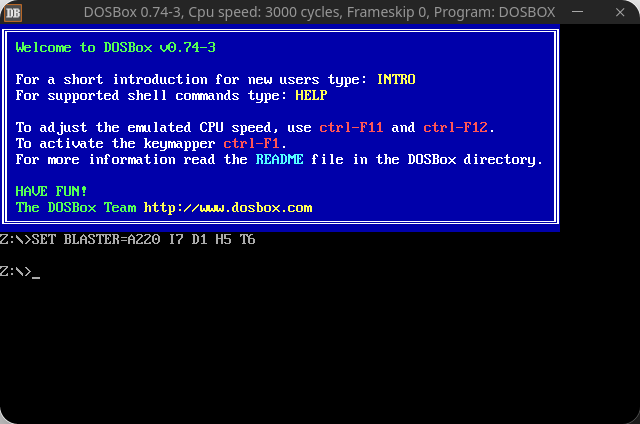 DOSBox 0.74-3, Cpu speed: 3000 cycles, Frameskip 0, Program: DOSBOX
Welcome to DOSBox v0.74-3
For a short introduction for new users type: INTRO
For supported shell commands type: HELP
To adjust the emulated CPU speed, use ctrl-F11 and ctrl-F12.
To activate the keymapper ctrl-F1.
For more information read the README file in the DOSBox directory.
HAVE FUN!
The DOSBox Team http://www.dosbox.com
Z:\>SET BLASTER=A220 I7 D1 H5 T6
Z:\>_